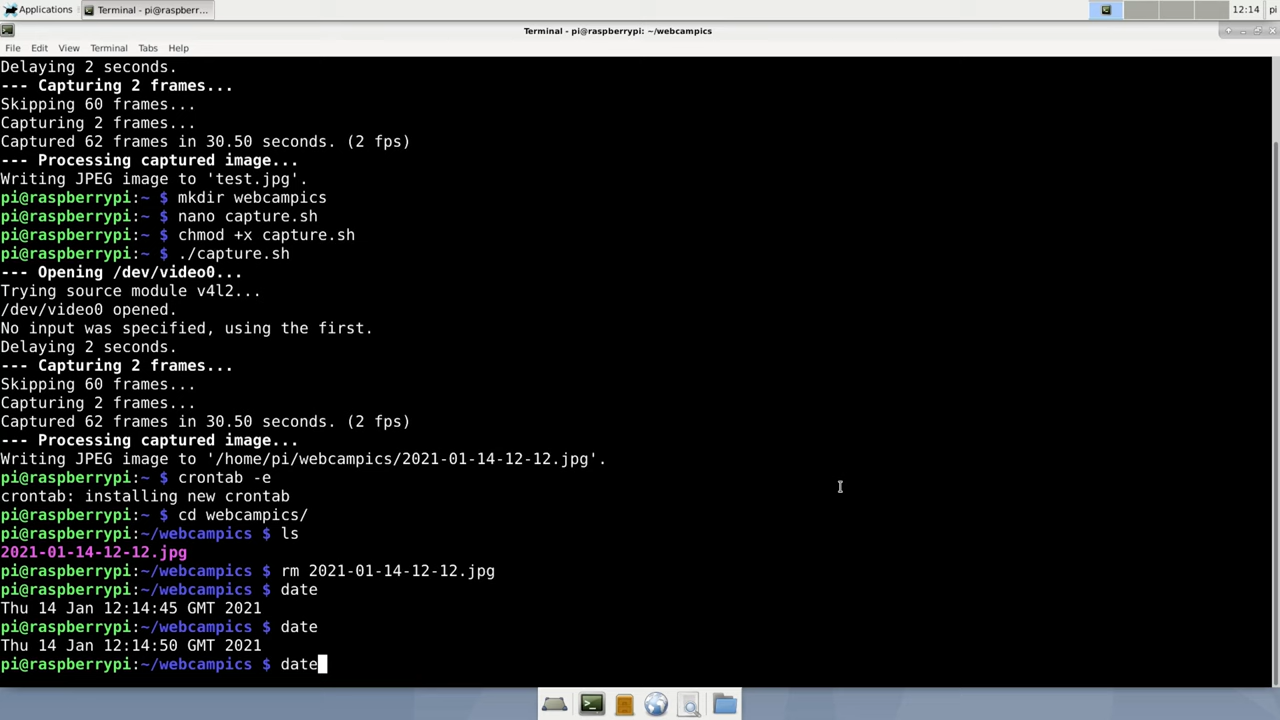 Applications
Terminal - pi@raspberr...
12:14
pi
Terminal - pi@raspberrypi: ~/webcampics
File Edit View Terminal Tabs Help
Delaying 2 seconds.
--- Capturing 2 frames...
Skipping 60 frames...
Capturing 2 frames...
Captured 62 frames in 30.50 seconds. (2 fps)
--- Processing captured image...
Writing JPEG image to 'test.jpg'.
pi@raspberrypi:~ $ mkdir webcampics
pi@raspberrypi:~ $ nano capture.sh
pi@raspberrypi:~ $ chmod +x capture.sh
pi@raspberrypi:~ $ ./capture.sh
--- Opening /dev/video0...
Trying source module v4l2...
/dev/video0 opened.
No input was specified, using the first.
Delaying 2 seconds.
--- Capturing 2 frames...
Skipping 60 frames...
Capturing 2 frames...
Captured 62 frames in 30.50 seconds. (2 fps)
--- Processing captured image...
Writing JPEG image to '/home/pi/webcampics/2021-01-14-12-12.jpg'.
pi@raspberrypi:~ $ crontab -e
crontab: installing new crontab
pi@raspberrypi:~ $ cd webcampics/
pi@raspberrypi:~/webcampics $ ls
2021-01-14-12-12.jpg
pi@raspberrypi:~/webcampics $ rm 2021-01-14-12-12.jpg
pi@raspberrypi:~/webcampics $ date
Thu 14 Jan 12:14:45 GMT 2021
pi@raspberrypi:~/webcampics $ date
Thu 14 Jan 12:14:50 GMT 2021
pi@raspberrypi:~/webcampics $ date